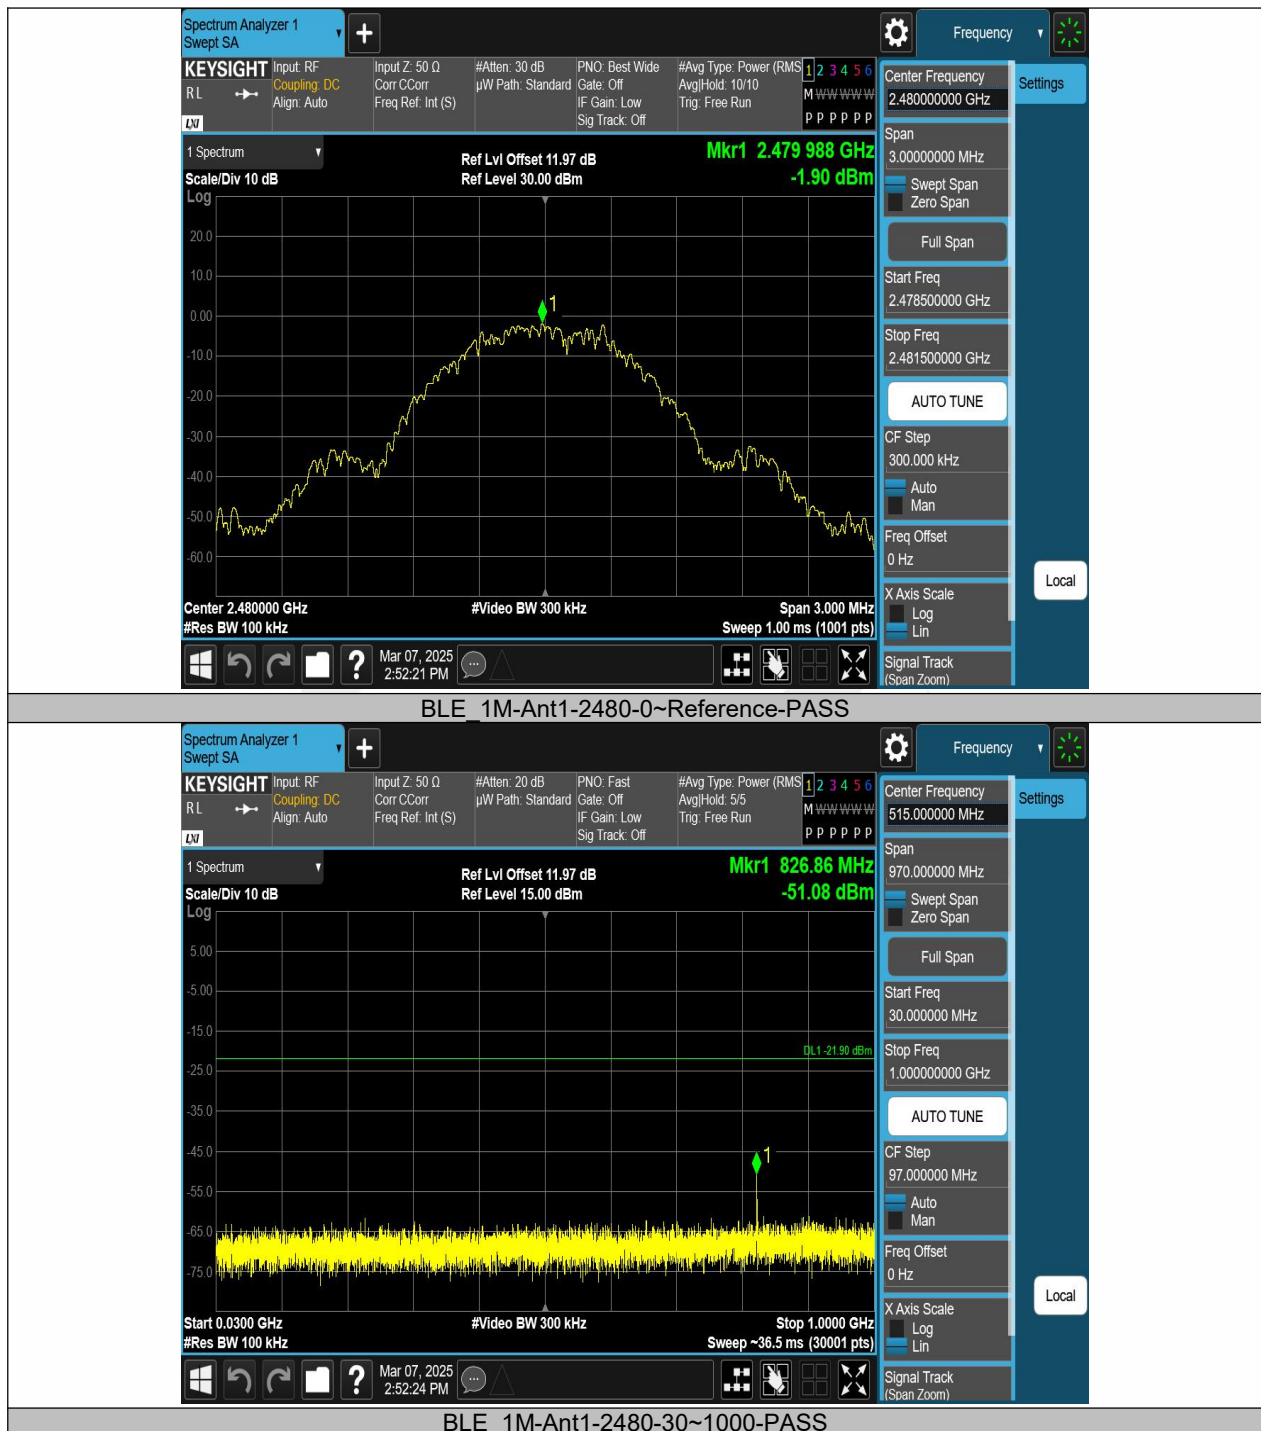 Spectrum Analyzer 1
Swept SA
+
Frequency
KEYSIGHT
RL
LXI
Input: RF
Coupling: DC
Align: Auto
Input Z: 50 Ω
Corr CCorr
Freq Ref: Int (S)
#Atten: 30 dB
µW Path: Standard
PNO: Best Wide
Gate: Off
IF Gain: Low
Sig Track: Off
#Avg Type: Power (RMS
Avg|Hold: 10/10
Trig: Free Run
1 2 3 4 5 6
M W W W W W
P P P P P P
Center Frequency
2.480000000 GHz
Settings
Span
3.00000000 MHz
Swept Span
Zero Span
Full Span
Start Freq
2.478500000 GHz
Stop Freq
2.481500000 GHz
AUTO TUNE
CF Step
300.000 kHz
Auto
Man
Freq Offset
0 Hz
X Axis Scale
Log
Lin
Signal Track
(Span Zoom)
Local
1 Spectrum
Scale/Div 10 dB
Log
Ref Lvl Offset 11.97 dB
Ref Level 30.00 dBm
Mkr1 2.479 988 GHz
-1.90 dBm
20.0
10.0
0.00
-10.0
-20.0
-30.0
-40.0
-50.0
-60.0
1
Center 2.480000 GHz
#Res BW 100 kHz
#Video BW 300 kHz
Span 3.000 MHz
Sweep 1.00 ms (1001 pts)
?
Mar 07, 2025
2:52:21 PM
BLE_1M-Ant1-2480-0~Reference-PASS
Spectrum Analyzer 1
Swept SA
+
Frequency
KEYSIGHT
RL
LXI
Input: RF
Coupling: DC
Align: Auto
Input Z: 50 Ω
Corr CCorr
Freq Ref: Int (S)
#Atten: 20 dB
µW Path: Standard
PNO: Fast
Gate: Off
IF Gain: Low
Sig Track: Off
#Avg Type: Power (RMS
Avg|Hold: 5/5
Trig: Free Run
1 2 3 4 5 6
M W W W W W
P P P P P P
Center Frequency
515.000000 MHz
Settings
Span
970.000000 MHz
Swept Span
Zero Span
Full Span
Start Freq
30.000000 MHz
Stop Freq
1.000000000 GHz
AUTO TUNE
CF Step
97.000000 MHz
Auto
Man
Freq Offset
0 Hz
X Axis Scale
Log
Lin
Signal Track
(Span Zoom)
Local
1 Spectrum
Scale/Div 10 dB
Log
Ref Lvl Offset 11.97 dB
Ref Level 15.00 dBm
Mkr1 826.86 MHz
-51.08 dBm
5.00
-5.00
-15.0
-25.0
-35.0
-45.0
-55.0
-65.0
-75.0
DL1 -21.90 dBm
1
Start 0.0300 GHz
#Res BW 100 kHz
#Video BW 300 kHz
Stop 1.0000 GHz
Sweep ~36.5 ms (30001 pts)
?
Mar 07, 2025
2:52:24 PM
BLE_1M-Ant1-2480-30~1000-PASS